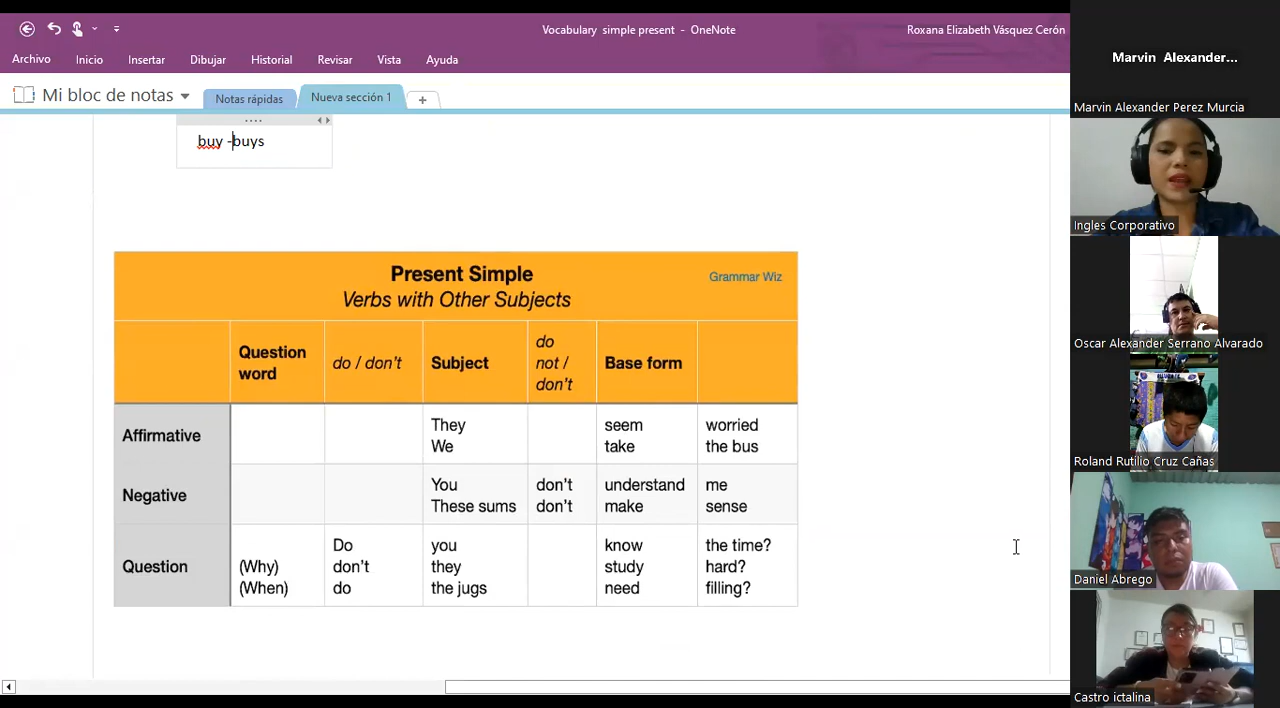 Vocabulary simple present - OneNote
Roxana Elizabeth Vásquez Cerón
Archivo Inicio Insertar Dibujar Historial Revisar Vista Ayuda
Mi bloc de notas Notas rápidas Nueva sección 1
buy -buys
Present Simple
Grammar Wiz
Verbs with Other Subjects
Question word do / don't Subject do not / don't Base form
Affirmative
They seem worried
We take the bus
Negative
You don't understand me
These sums don't make sense
Question
Do you know the time?
(Why) don't they study hard?
(When) do the jugs need filling?
Marvin Alexander...
Marvin Alexander Perez Murcia
Ingles Corporativo
Oscar Alexander Serrano Alvarado
Roland Rutilio Cruz Cañas
Daniel Abrego
Castro ictalina